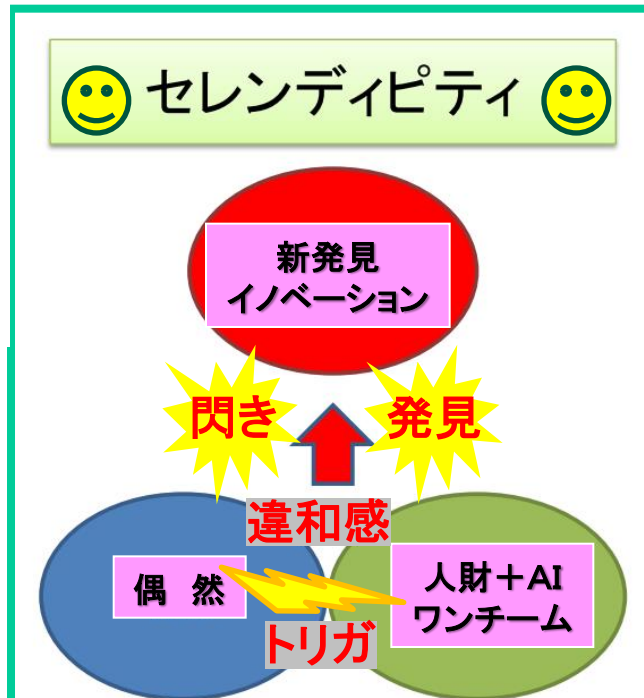 セレンディピティ
新発見
イノベーション
閃き
発見
違和感
偶 然
人財＋AI
ワンチーム
トリガ